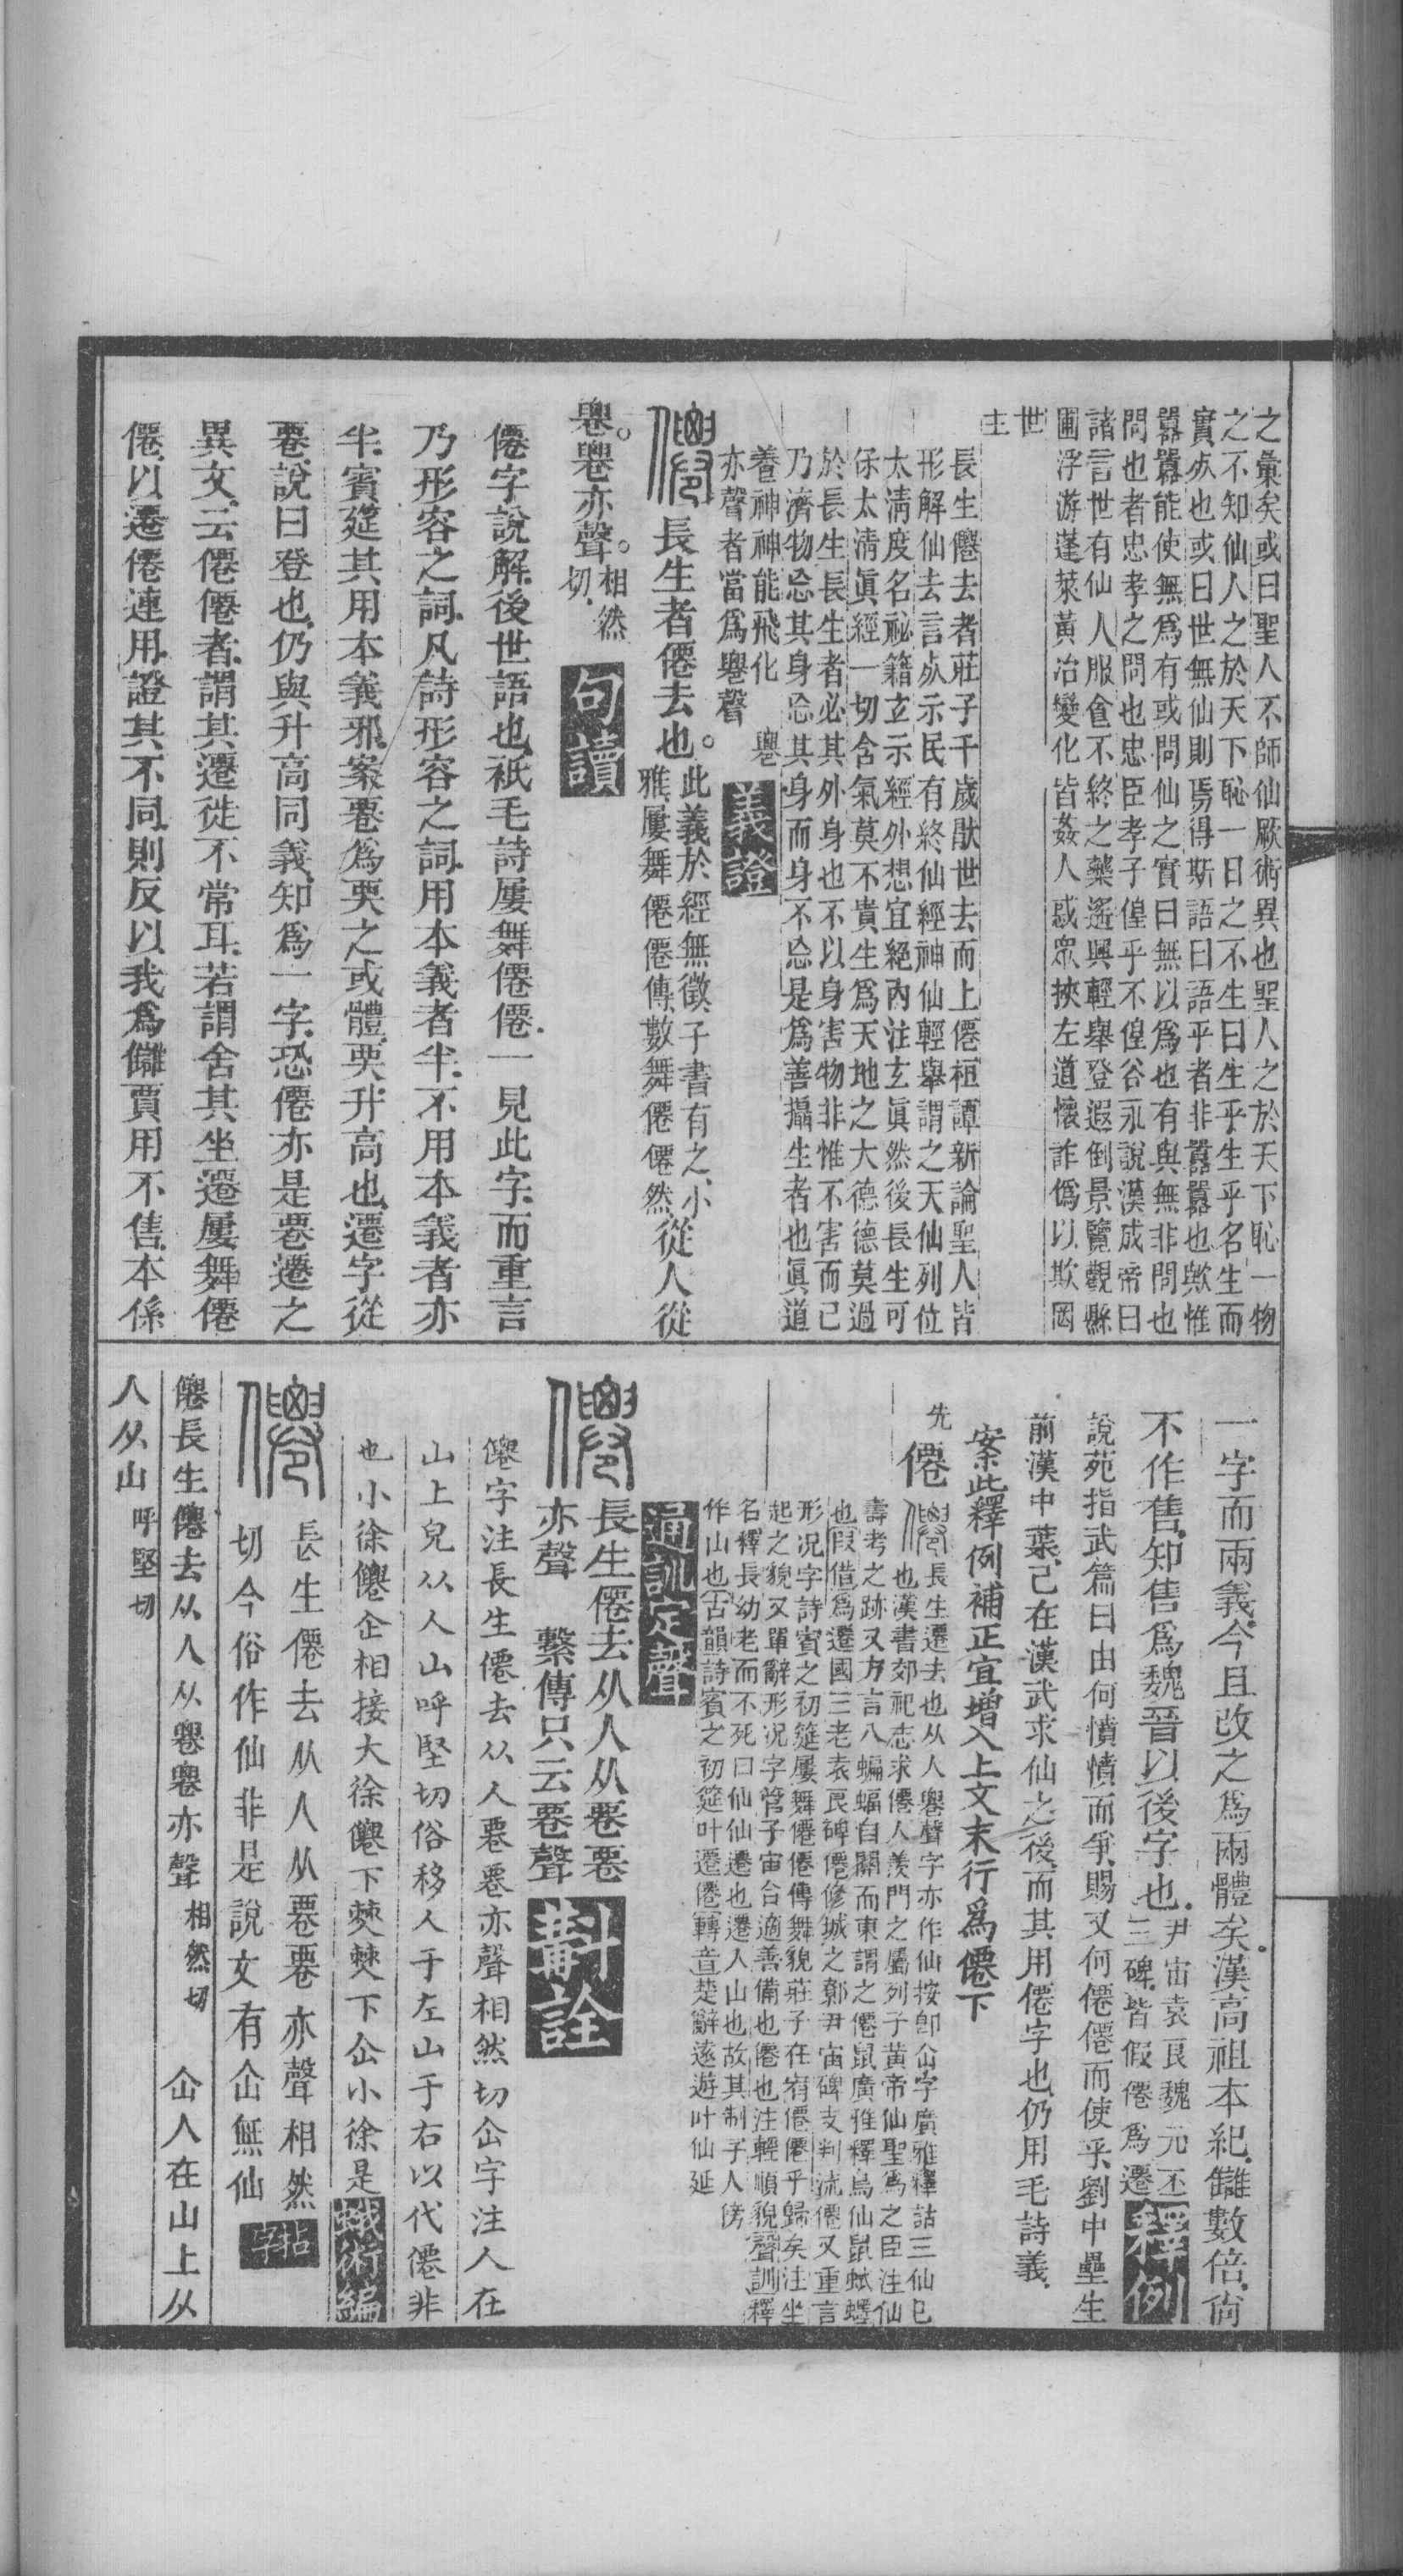 之彙矣或曰聖人不師仙厥術異也聖人之於天下恥一物
之不知仙人之於天下恥一日之不生曰生乎生乎名生而
實死也或曰世無仙則焉得斯語曰語乎者非囂囂也歟惟
囂囂能使無爲有或問仙之實曰無以爲也有與無非問也
問也者忠孝之問也忠臣孝子偟乎不偟谷永說漢成帝曰
諸言世有仙人服食不終之藥遙興輕舉登遐倒景覽觀縣
圃浮游蓬萊黃冶變化皆姦人惑眾挾左道懷詐僞以欺罔
世
主
長生僊去者莊子千歲猒世去而上僊桓譚新論聖人皆
形解仙去言死示民有終仙經神仙輕舉謂之天仙列位
太淸度名祕籍玄示經外想宜絕內注玄眞然後長生可
保太淸眞經一切含氣莫不貴生爲天地之大德德莫過
於長生長生者必其外身也不以身害物非惟不害而已
乃濟物忘其身忘其身而身不忘是爲善攝生者也眞道
養神神能飛化 䙴
亦聲者當爲䙴聲
義證
長生者僊去也。
此義於經無徵子書有之小
雅屢舞僊僊傳數舞僊僊然
從人從
䙴。䙴亦聲。
相然
切
句讀
僊字說解後世語也祇毛詩屢舞僊僊一見此字而重言
乃形容之詞凡詩形容之詞用本義者半不用本義者亦
半賓筵其用本義邪案䙴爲䙴之或體䙴升高也遷字從
䙴說曰登也仍與升高同義知爲一字恐僊亦是䙴遷之
異文云僊僊者謂其遷徙不常耳若謂舍其坐遷屢舞僊
僊以遷僊連用證其不同則反以我爲讎賈用不售本係
一字而兩義今且改之爲兩體矣漢高祖本紀讎數倍尙
不作售知售爲魏晉以後字也
尹宙袁良魏元丕
三碑皆假僊爲遷
釋例
說苑指武篇曰由何憤憤而爭賜又何僊僊而使乎劉中壘生
前漢中葉已在漢武求仙之後而其用僊字也仍用毛詩義
案此釋例補正宜增入上文末行爲僊下
先
僊
長生遷去也从人䙴聲字亦作仙按卽仚字廣雅釋詁三仙匕
也漢書郊祀志求僊人羨門之屬列子黃帝仙聖爲之臣注仙
壽考之跡又方言八蝙蝠自關而東謂之僊鼠廣雅釋鳥仙鼠蚨䘃
也假借爲遷國三老袁良碑僊修城之鄣尹宙碑支判流僊又重言
形況字詩賓之初筵屢舞僊僊傳舞貌莊子在宥僊僊乎歸矣注坐
起之貌又單辭形況字管子宙合適善備也僊也注輕順貌聲訓釋
名釋長幼老而不死曰仙仙遷也遷人山也故其制字人傍
作山也古韻詩賓之初筵叶遷僊轉音楚辭遠遊叶仙延
通訓定聲
長生僊去从人从䙴䙴
亦聲 繫傳只云䙴聲
斠詮
僊字注長生僊去从人䙴䙴亦聲相然切仚字注人在
山上皃从人山呼堅切俗移人于左山于右以代僊非
也小徐僊仚相接大徐僊下僰僰下仚小徐是
蛾術編
長生僊去从人从䙴䙴亦聲相然
切今俗作仙非是說文有仚無仙
拈字
僊長生僊去从人从䙴䙴亦聲相然切 仚人在山上从
人从山呼堅切